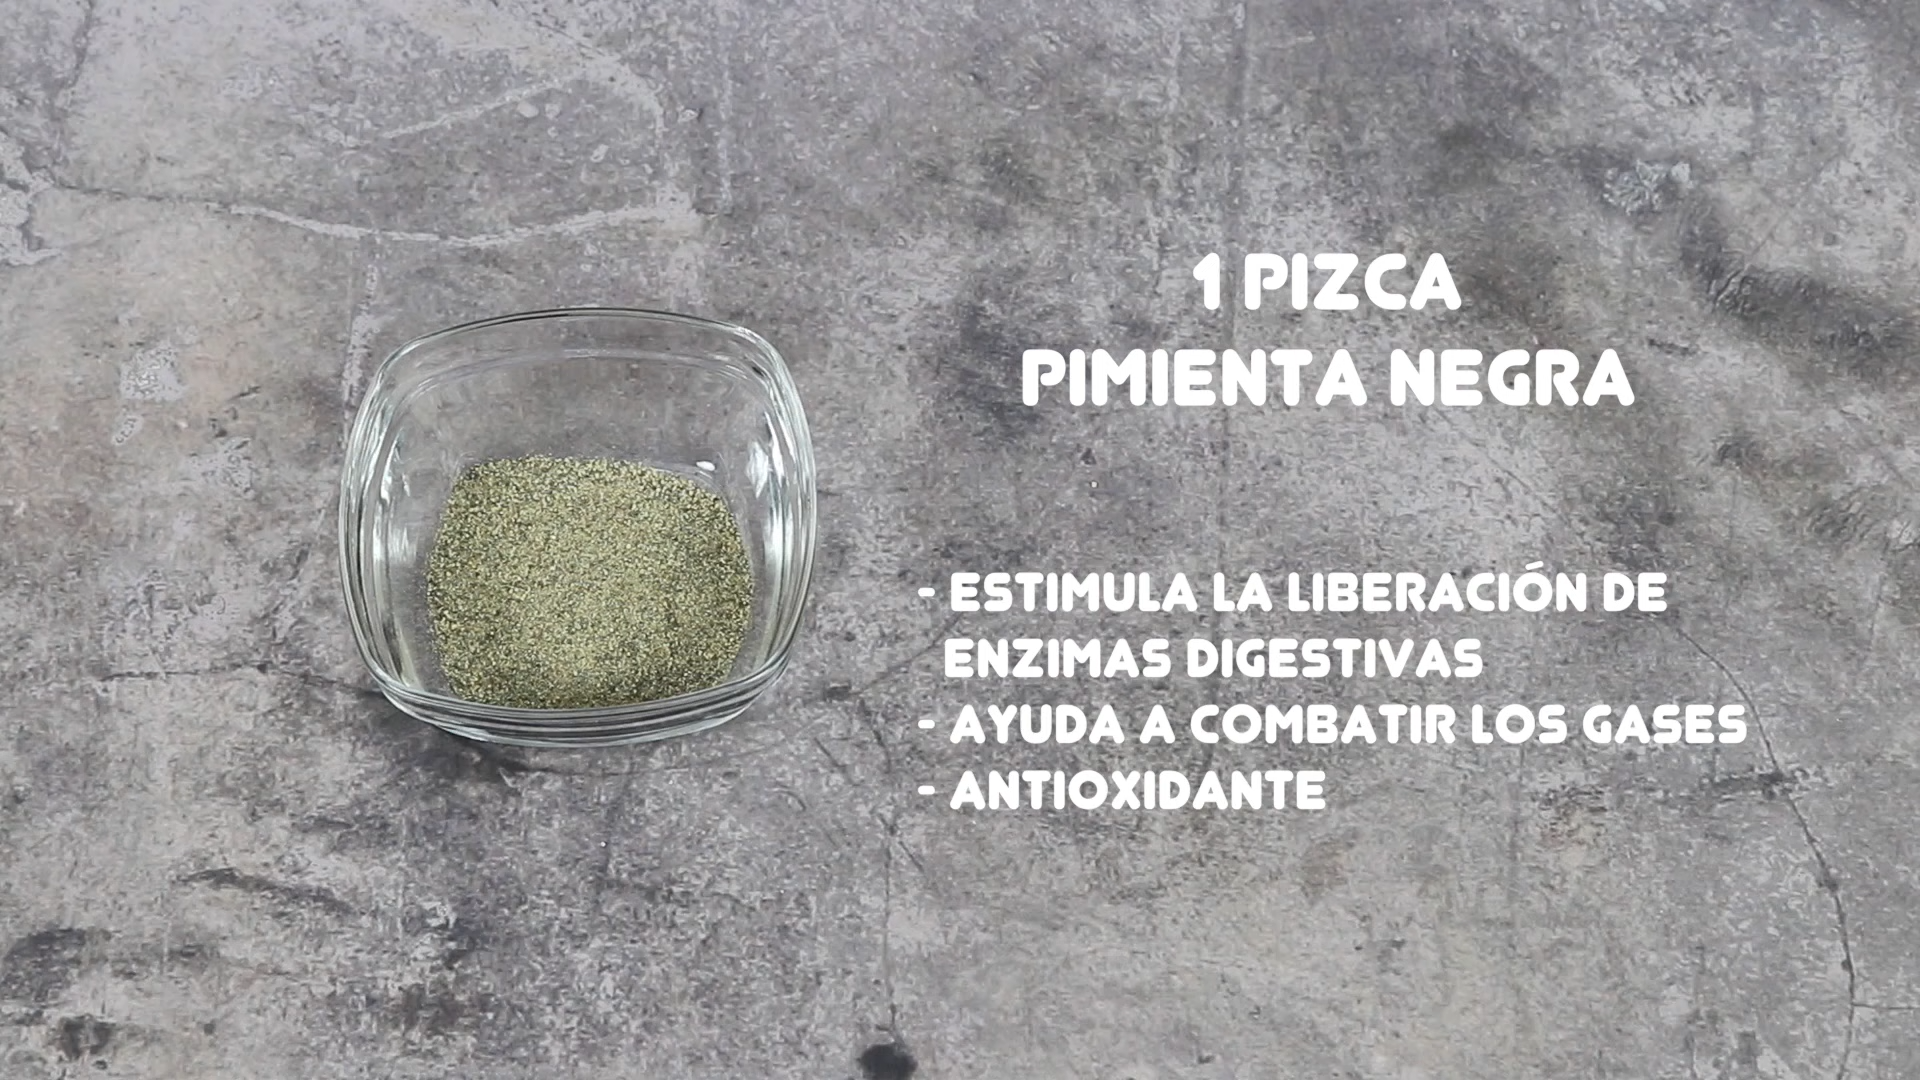 1 PIZCA
PIMIENTA NEGRA
- ESTIMULA LA LIBERACIÓN DE
ENZIMAS DIGESTIVAS
- AYUDA A COMBATIR LOS GASES
- ANTIOXIDANTE